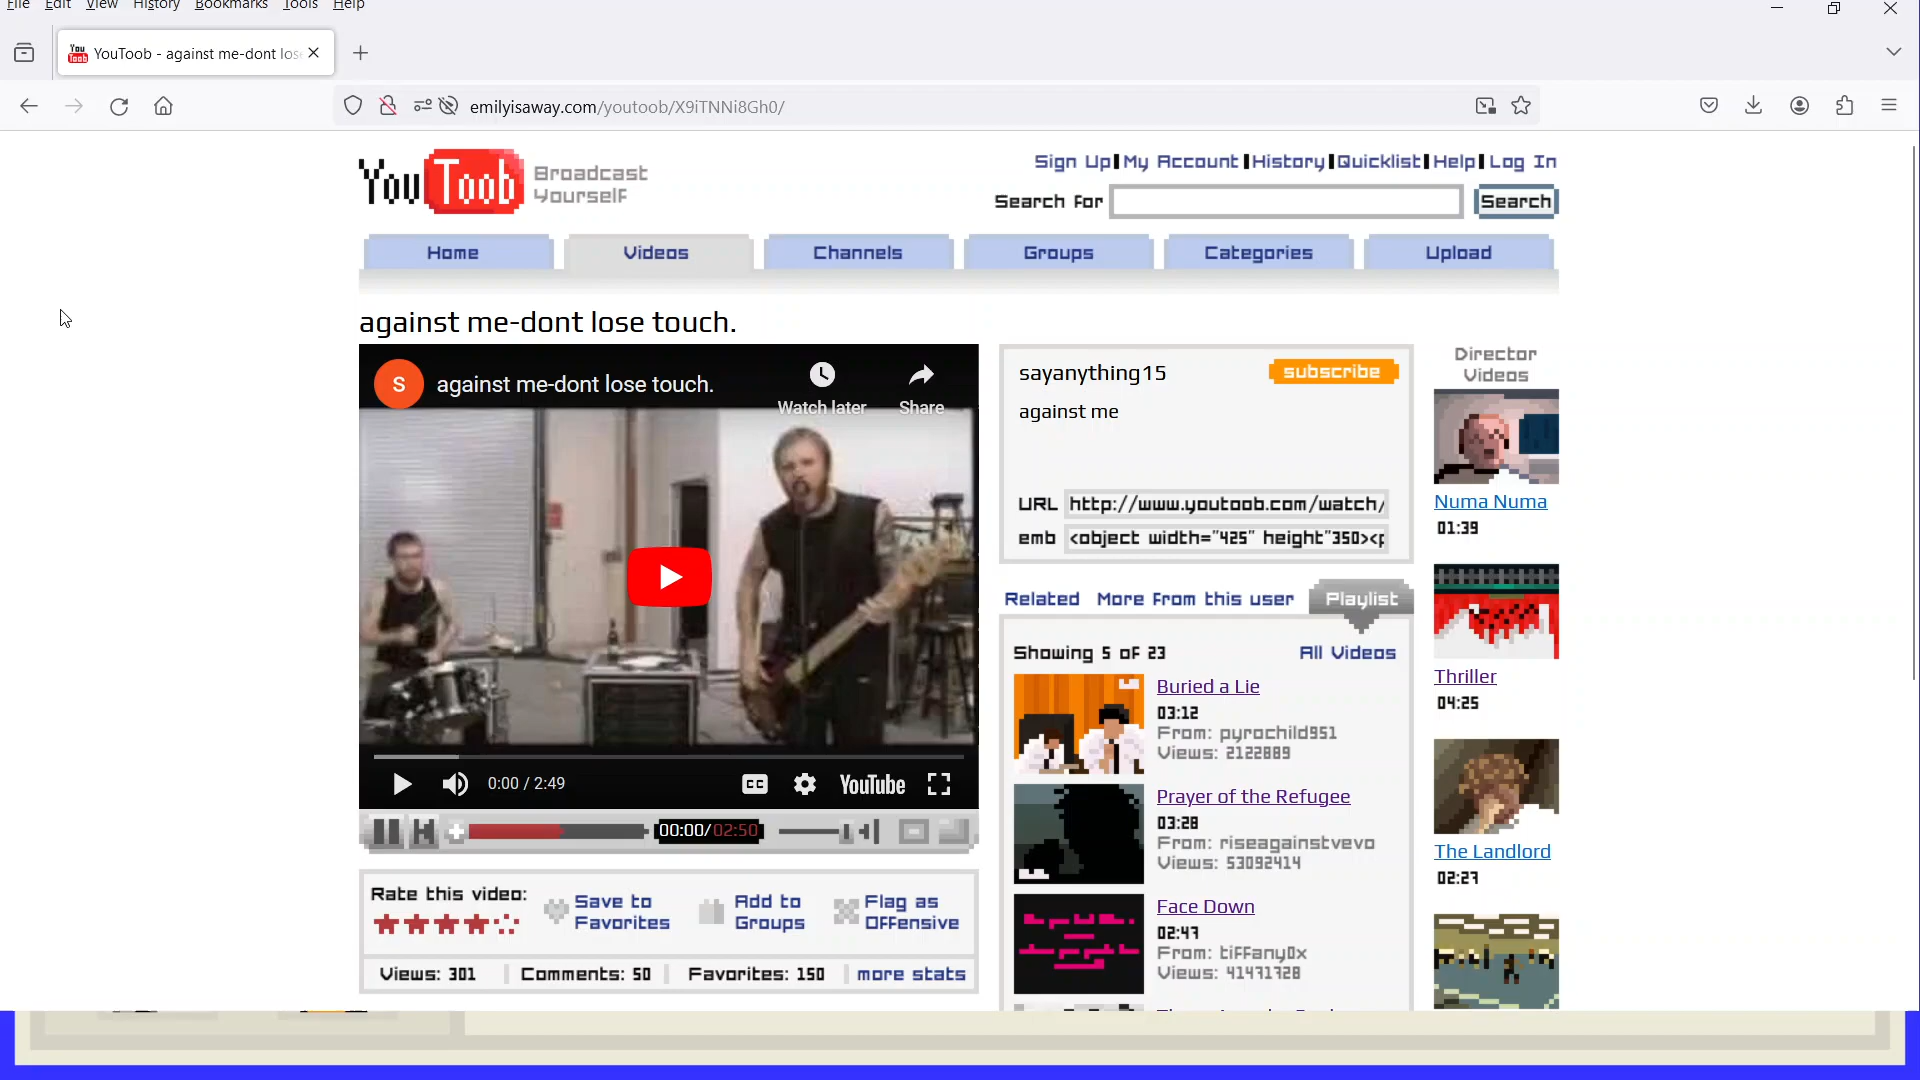 File Edit View History Bookmarks Tools Help
You Toob YouToob - against me-dont lose
emilyisaway.com/youtoob/X9iTNNi8Gh0/
You Toob Broadcast Yourself
Sign Up My Account History Quicklist Help Log In
Search for Search
Home Videos Channels Groups Categories Upload
against me-dont lose touch.
S against me-dont lose touch.
Watch later Share
0:00 / 2:49 CC YouTube
00:00/02:50
Rate this video:
Save to Favorites
Add to Groups
Flag as Offensive
Views: 301 Comments: 50 Favorites: 150 more stats
sayanything15 subscribe
against me
URL http://www.youtoob.com/watch/
emb <object width="425" height"350><p
Related More from this user Playlist
Showing 5 of 23 All Videos
Buried a Lie
03:12
From: pyrochild951
Views: 2122889
Prayer of the Refugee
03:28
From: riseagainstvevo
Views: 53092414
Face Down
02:47
From: tiffany0x
Views: 41471728
Director Videos
Numa Numa
01:39
Thriller
04:25
The Landlord
02:27